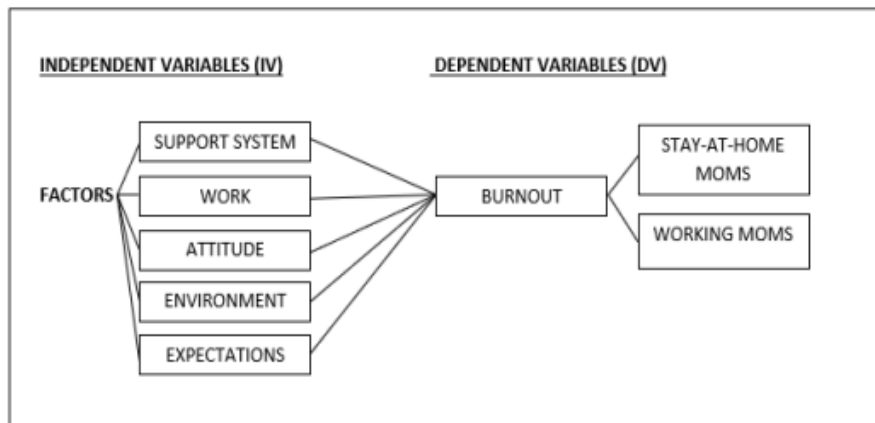 INDEPENDENT VARIABLES (IV)
DEPENDENT VARIABLES (DV)
FACTORS
SUPPORT SYSTEM
WORK
ATTITUDE
ENVIRONMENT
EXPECTATIONS
BURNOUT
STAY-AT-HOME
MOMS
WORKING MOMS